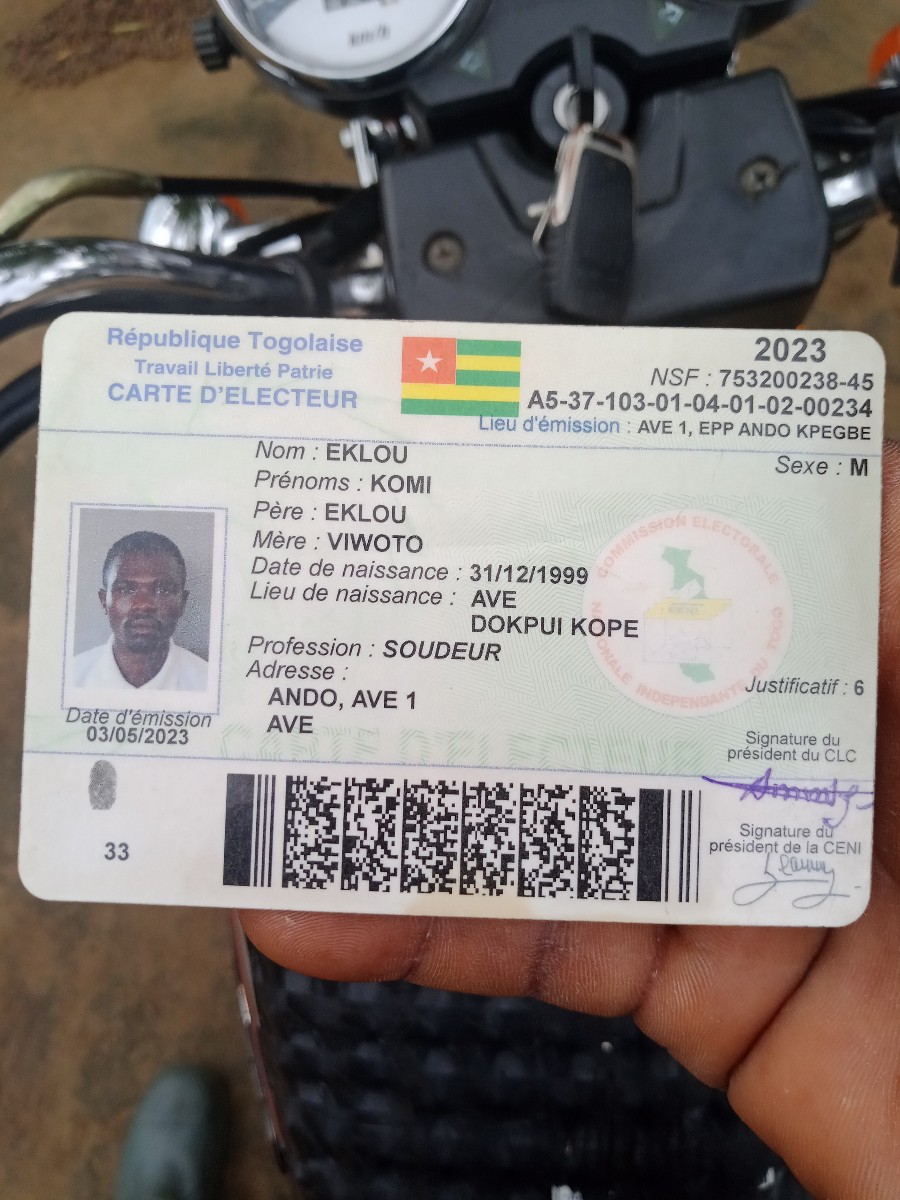 km/h
République Togolaise
Travail Liberté Patrie
CARTE D'ELECTEUR
2023
NSF : 753200238-45
A5-37-103-01-04-01-02-00234
Lieu d'émission : AVE 1, EPP ANDO KPEGBE
Nom : EKLOU
Sexe : M
Prénoms : KOMI
Père : EKLOU
Mère : VIWOTO
Date de naissance : 31/12/1999
Lieu de naissance : AVE
DOKPUI KOPE
Profession : SOUDEUR
Adresse :
ANDO, AVE 1
AVE
COMMISSION ELECTORALE NATIONALE INDEPENDANTE DU TOGO
Justificatif : 6
Date d'émission
03/05/2023
Signature du
président du CLC
33
Signature du
président de la CENI